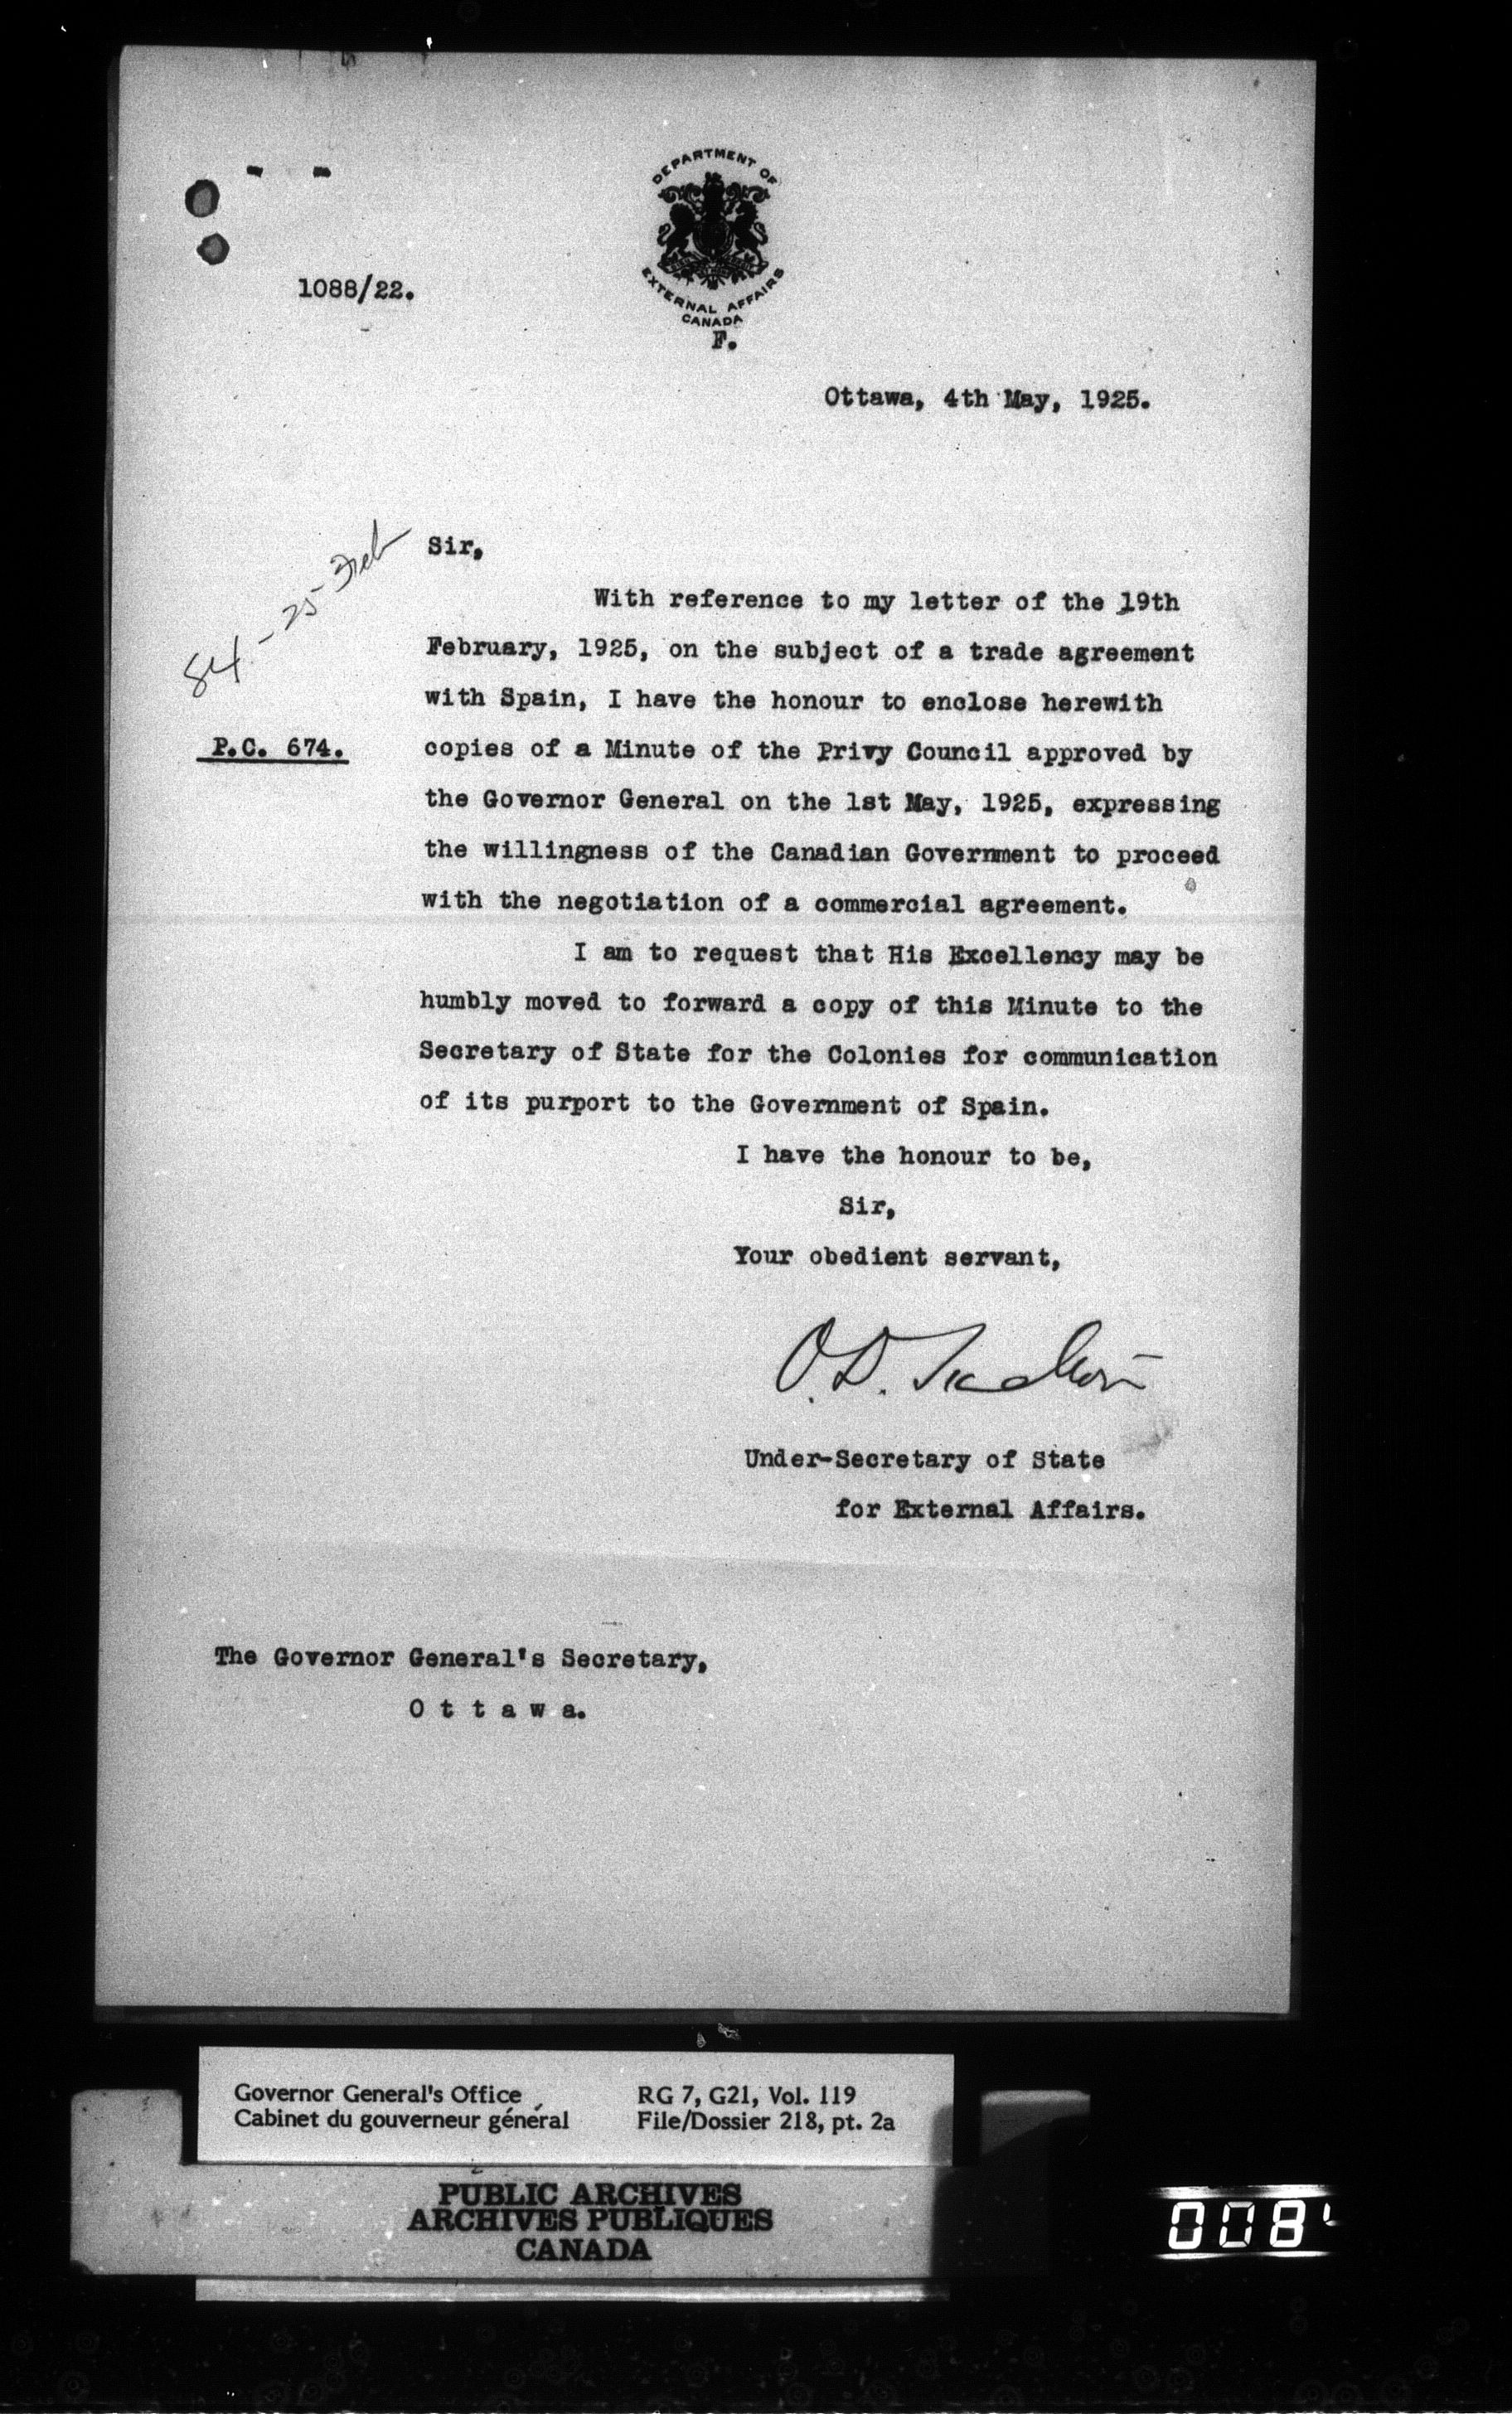 DEPARTMENT OF
EXTERNAL AFFAIRS
CANADA
F.
1088/22.
Ottawa, 4th May, 1925.
84 - 25 Feb
Sir,
With reference to my letter of the 19th
February, 1925, on the subject of a trade agreement
with Spain, I have the honour to enclose herewith
P.C. 674.
copies of a Minute of the Privy Council approved by
the Governor General on the 1st May, 1925, expressing
the willingness of the Canadian Government to proceed
with the negotiation of a commercial agreement.
I am to request that His Excellency may be
humbly moved to forward a copy of this Minute to the
Secretary of State for the Colonies for communication
of its purport to the Government of Spain.
I have the honour to be,
Sir,
Your obedient servant,
O.D. Skelton
Under-Secretary of State
for External Affairs.
The Governor General's Secretary,
O t t a w a.
Governor General's Office
Cabinet du gouverneur général
RG 7, G21, Vol. 119
File/Dossier 218, pt. 2a
PUBLIC ARCHIVES
ARCHIVES PUBLIQUES
CANADA
008